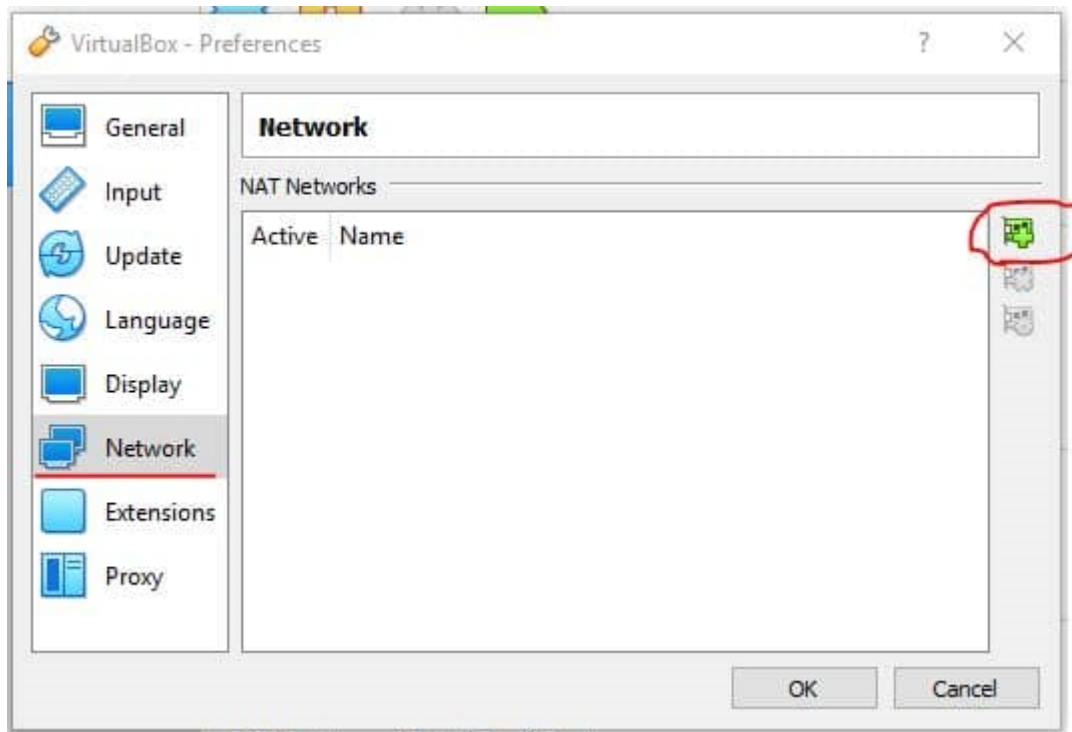 VirtualBox - Preferences
?
General
Input
Update
Language
Display
Network
Extensions
Proxy
Network
NAT Networks
Active Name
OK
Cancel